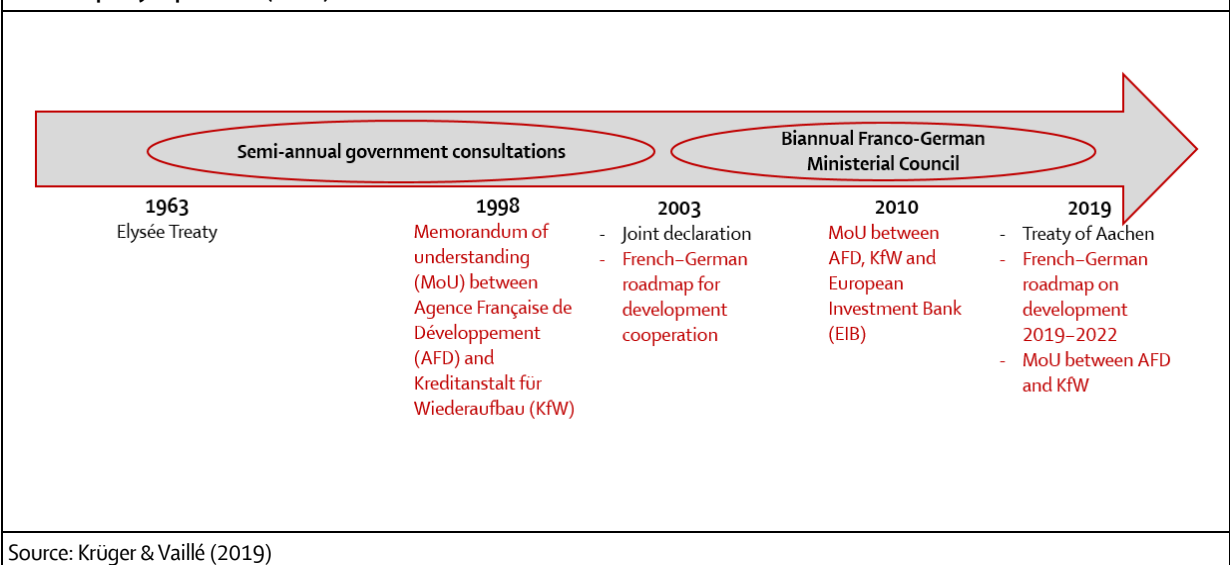 Semi-annual government consultations
Biannual Franco-German
Ministerial Council
1963
Elysée Treaty
1998
Memorandum of
understanding
(MoU) between
Agence Française de
Développement
(AFD) and
Kreditanstalt für
Wiederaufbau (KfW)
2003
- Joint declaration
- French–German
roadmap for
development
cooperation
2010
MoU between
AFD, KfW and
European
Investment Bank
(EIB)
2019
- Treaty of Aachen
- French–German
roadmap on
development
2019–2022
- MoU between AFD
and KfW
Source: Krüger & Vaillé (2019)